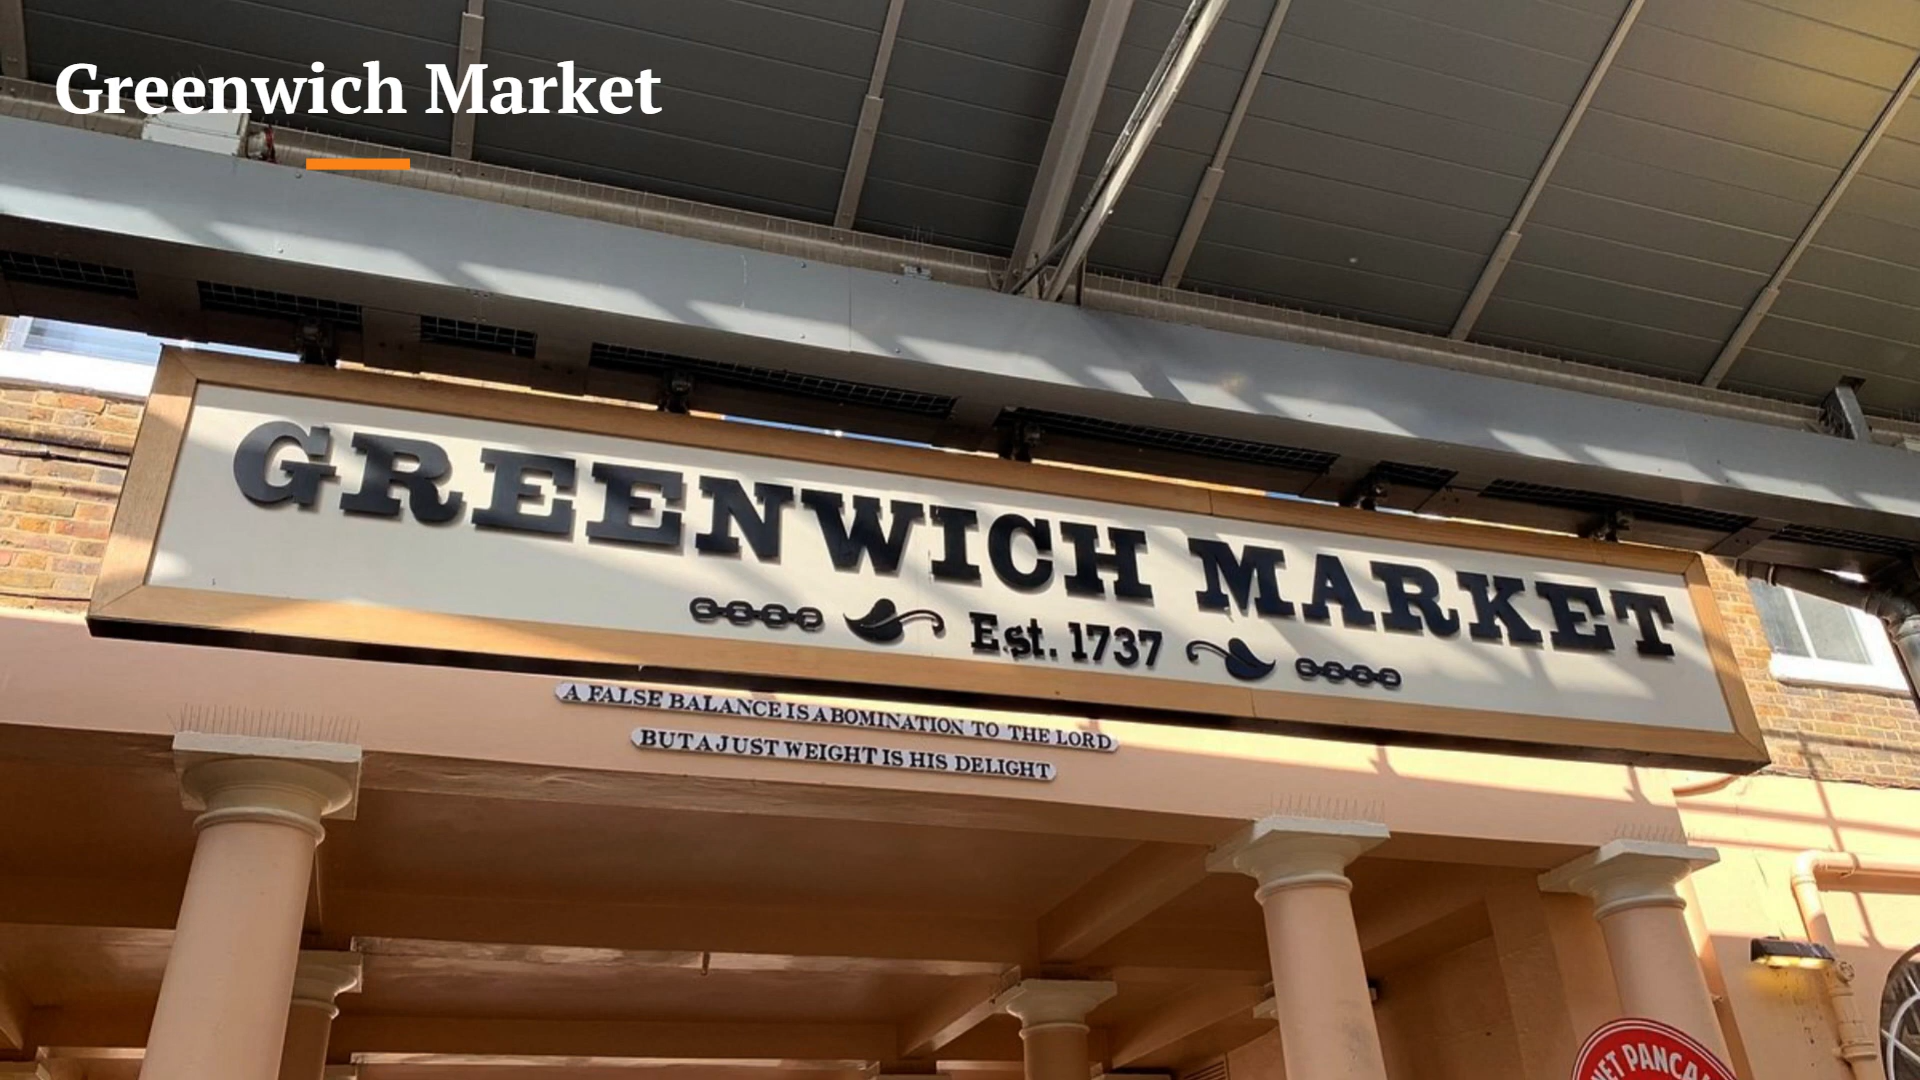 Greenwich Market
GREENWICH MARKET
Est. 1737
A FALSE BALANCE IS ABOMINATION TO THE LORD
BUT A JUST WEIGHT IS HIS DELIGHT